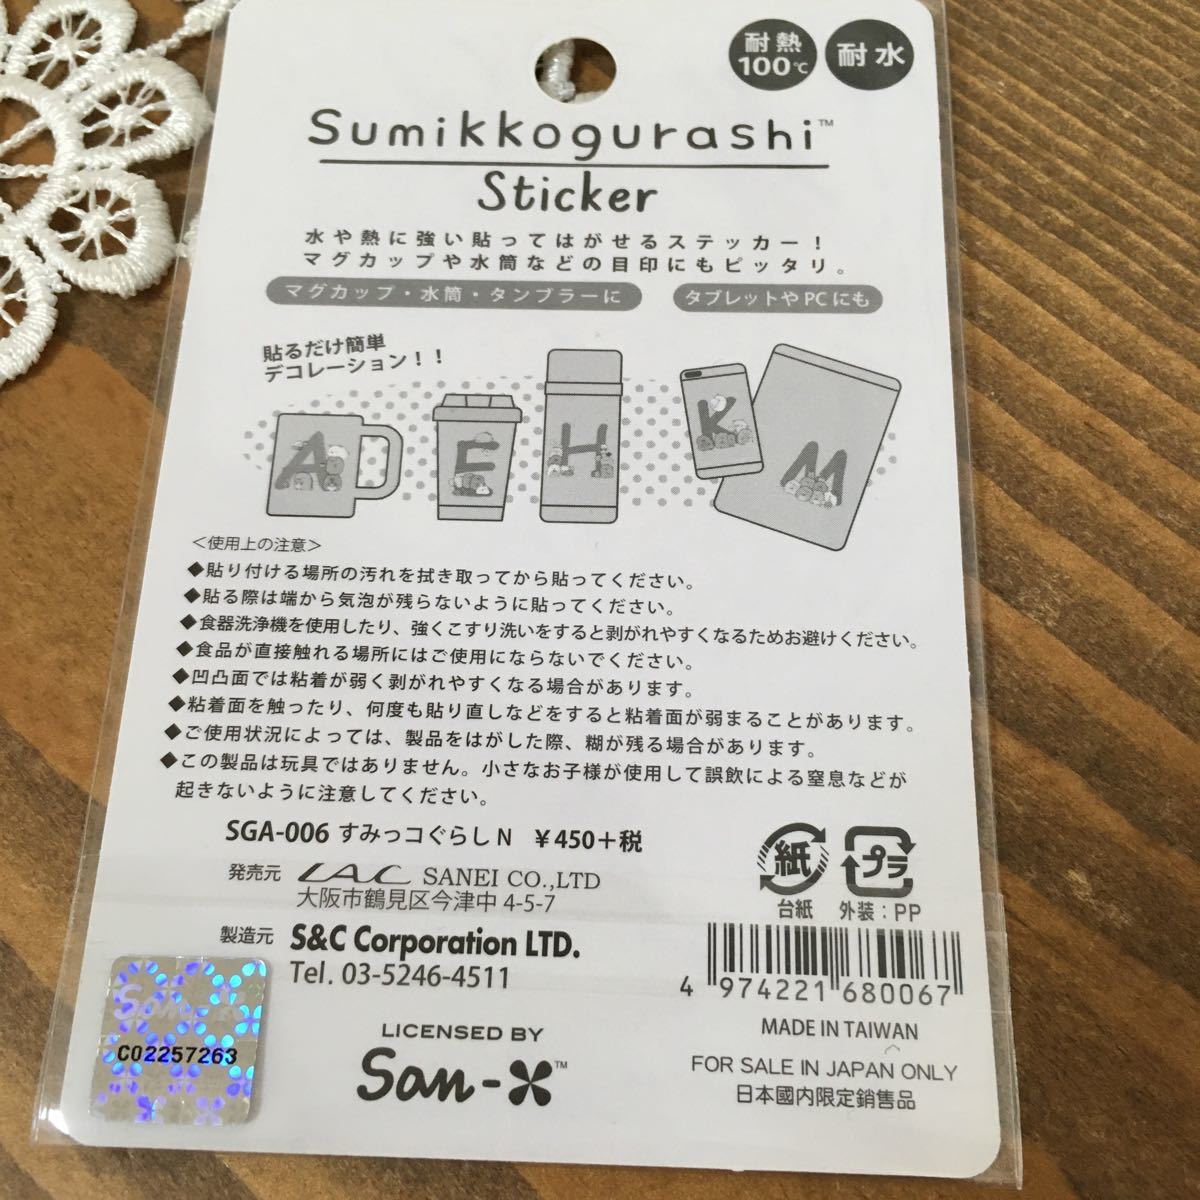 耐熱
100℃
耐水
Sumikkogurashi™
Sticker
水や熱に強い貼ってはがせるステッカー！
マグカップや水筒などの目印にもピッタリ。
マグカップ・水筒・タンブラーに
タブレットやPCにも
貼るだけ簡単
デコレーション！！
A
E
H
K
M
＜使用上の注意＞
◆貼り付ける場所の汚れを拭き取ってから貼ってください。
◆貼る際は端から気泡が残らないように貼ってください。
◆食器洗浄機を使用したり、強くこすり洗いをすると剥がれやすくなるためお避けください。
◆食品が直接触れる場所にはご使用にならないでください。
◆凹凸面では粘着が弱く剥がれやすくなる場合があります。
◆粘着面を触ったり、何度も貼り直しなどをすると粘着面が弱まることがあります。
◆ご使用状況によっては、製品をはがした際、糊が残る場合があります。
◆この製品は玩具ではありません。小さなお子様が使用して誤飲による窒息などが
起きないように注意してください。
SGA-006 すみっコぐらし N ￥450＋税
発売元 LAC SANEI CO.,LTD
大阪市鶴見区今津中 4-5-7
製造元 S&C Corporation LTD.
Tel. 03-5246-4511
紙
台紙
プラ
外装：PP
4 974221 680067
San-X
C02257263
LICENSED BY
San-X™
MADE IN TAIWAN
FOR SALE IN JAPAN ONLY
日本國内限定銷售品